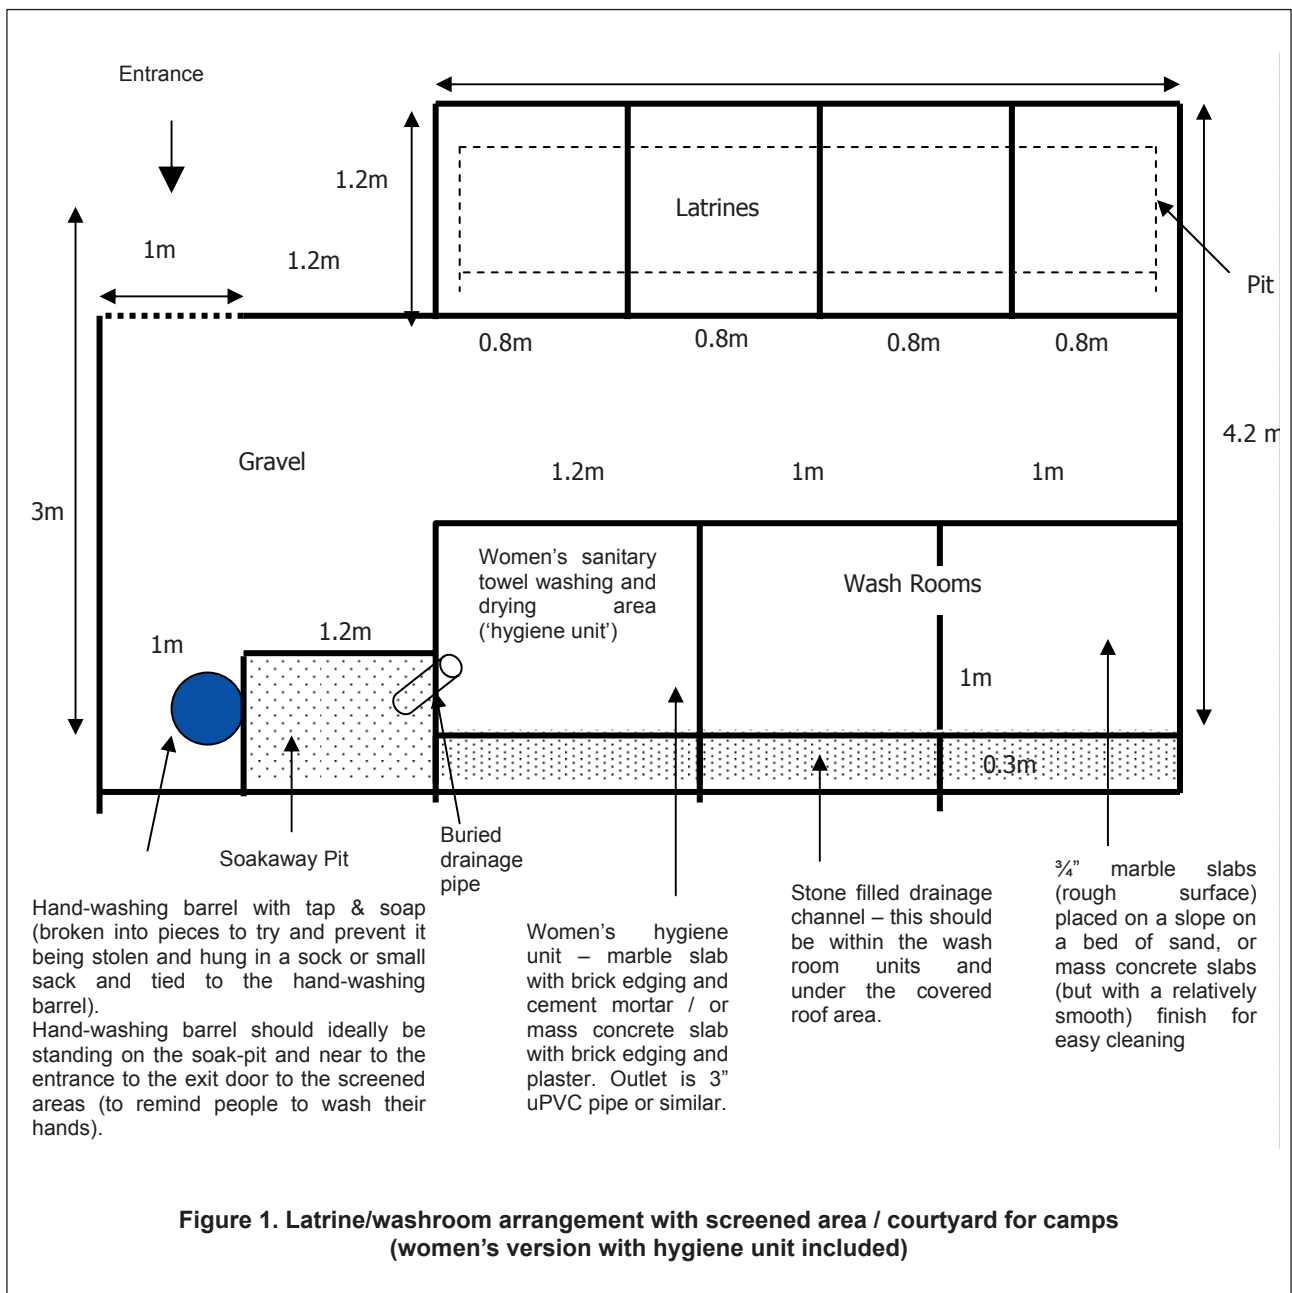 Entrance
1.2m
Latrines
1m
1.2m
Pit
0.8m
0.8m
0.8m
0.8m
4.2 m
Gravel
1.2m
1m
1m
3m
Women’s sanitary
towel washing and
drying area
(‘hygiene unit’)
Wash Rooms
1.2m
1m
1m
0.3m
Soakaway Pit
Buried
drainage
pipe
Hand-washing barrel with tap & soap
(broken into pieces to try and prevent it
being stolen and hung in a sock or small
sack and tied to the hand-washing
barrel).
Hand-washing barrel should ideally be
standing on the soak-pit and near to the
entrance to the exit door to the screened
areas (to remind people to wash their
hands).
Women’s hygiene
unit – marble slab
with brick edging and
cement mortar / or
mass concrete slab
with brick edging and
plaster. Outlet is 3”
uPVC pipe or similar.
Stone filled drainage
channel – this should
be within the wash
room units and
under the covered
roof area.
¾” marble slabs
(rough surface)
placed on a slope on
a bed of sand, or
mass concrete slabs
(but with a relatively
smooth) finish for
easy cleaning
Figure 1. Latrine/washroom arrangement with screened area / courtyard for camps
(women’s version with hygiene unit included)